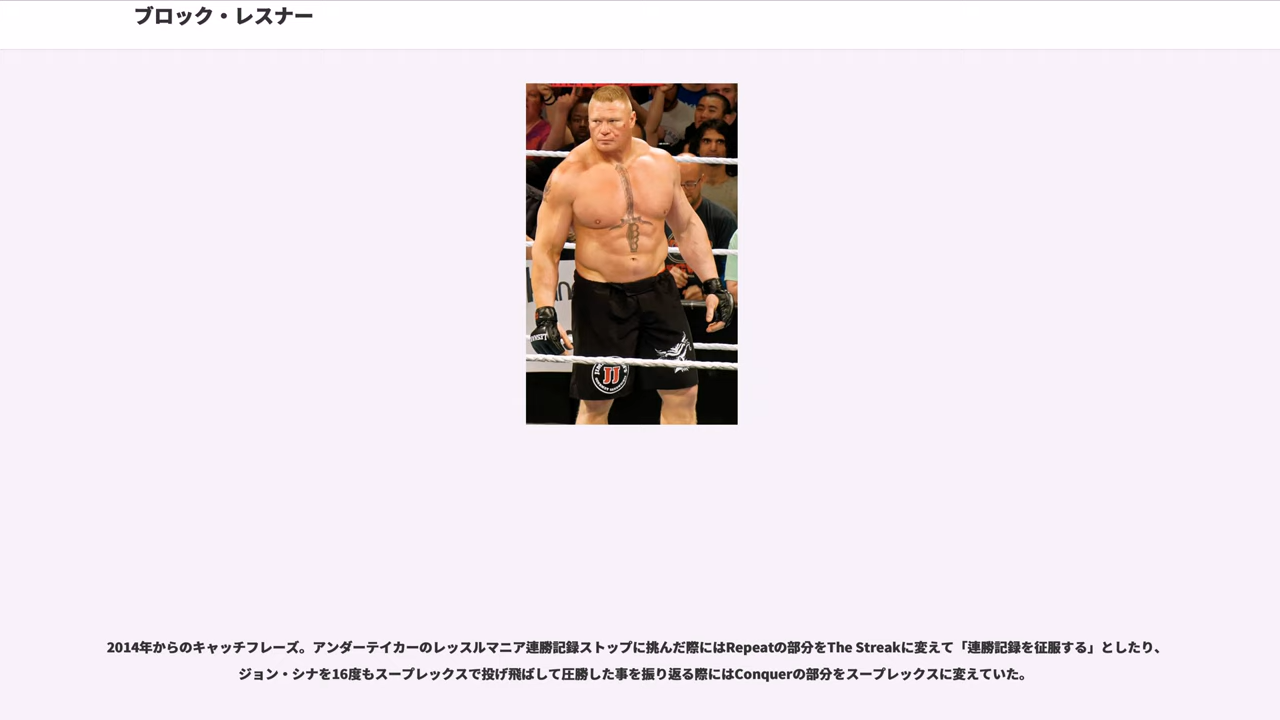 ブロック・レスナー
JJ
2014年からのキャッチフレーズ。アンダーテイカーのレッスルマニア連勝記録ストップに挑んだ際にはRepeatの部分をThe Streakに変えて「連勝記録を征服する」としたり、
ジョン・シナを16度もスープレックスで投げ飛ばして圧勝した事を振り返る際にはConquerの部分をスープレックスに変えていた。